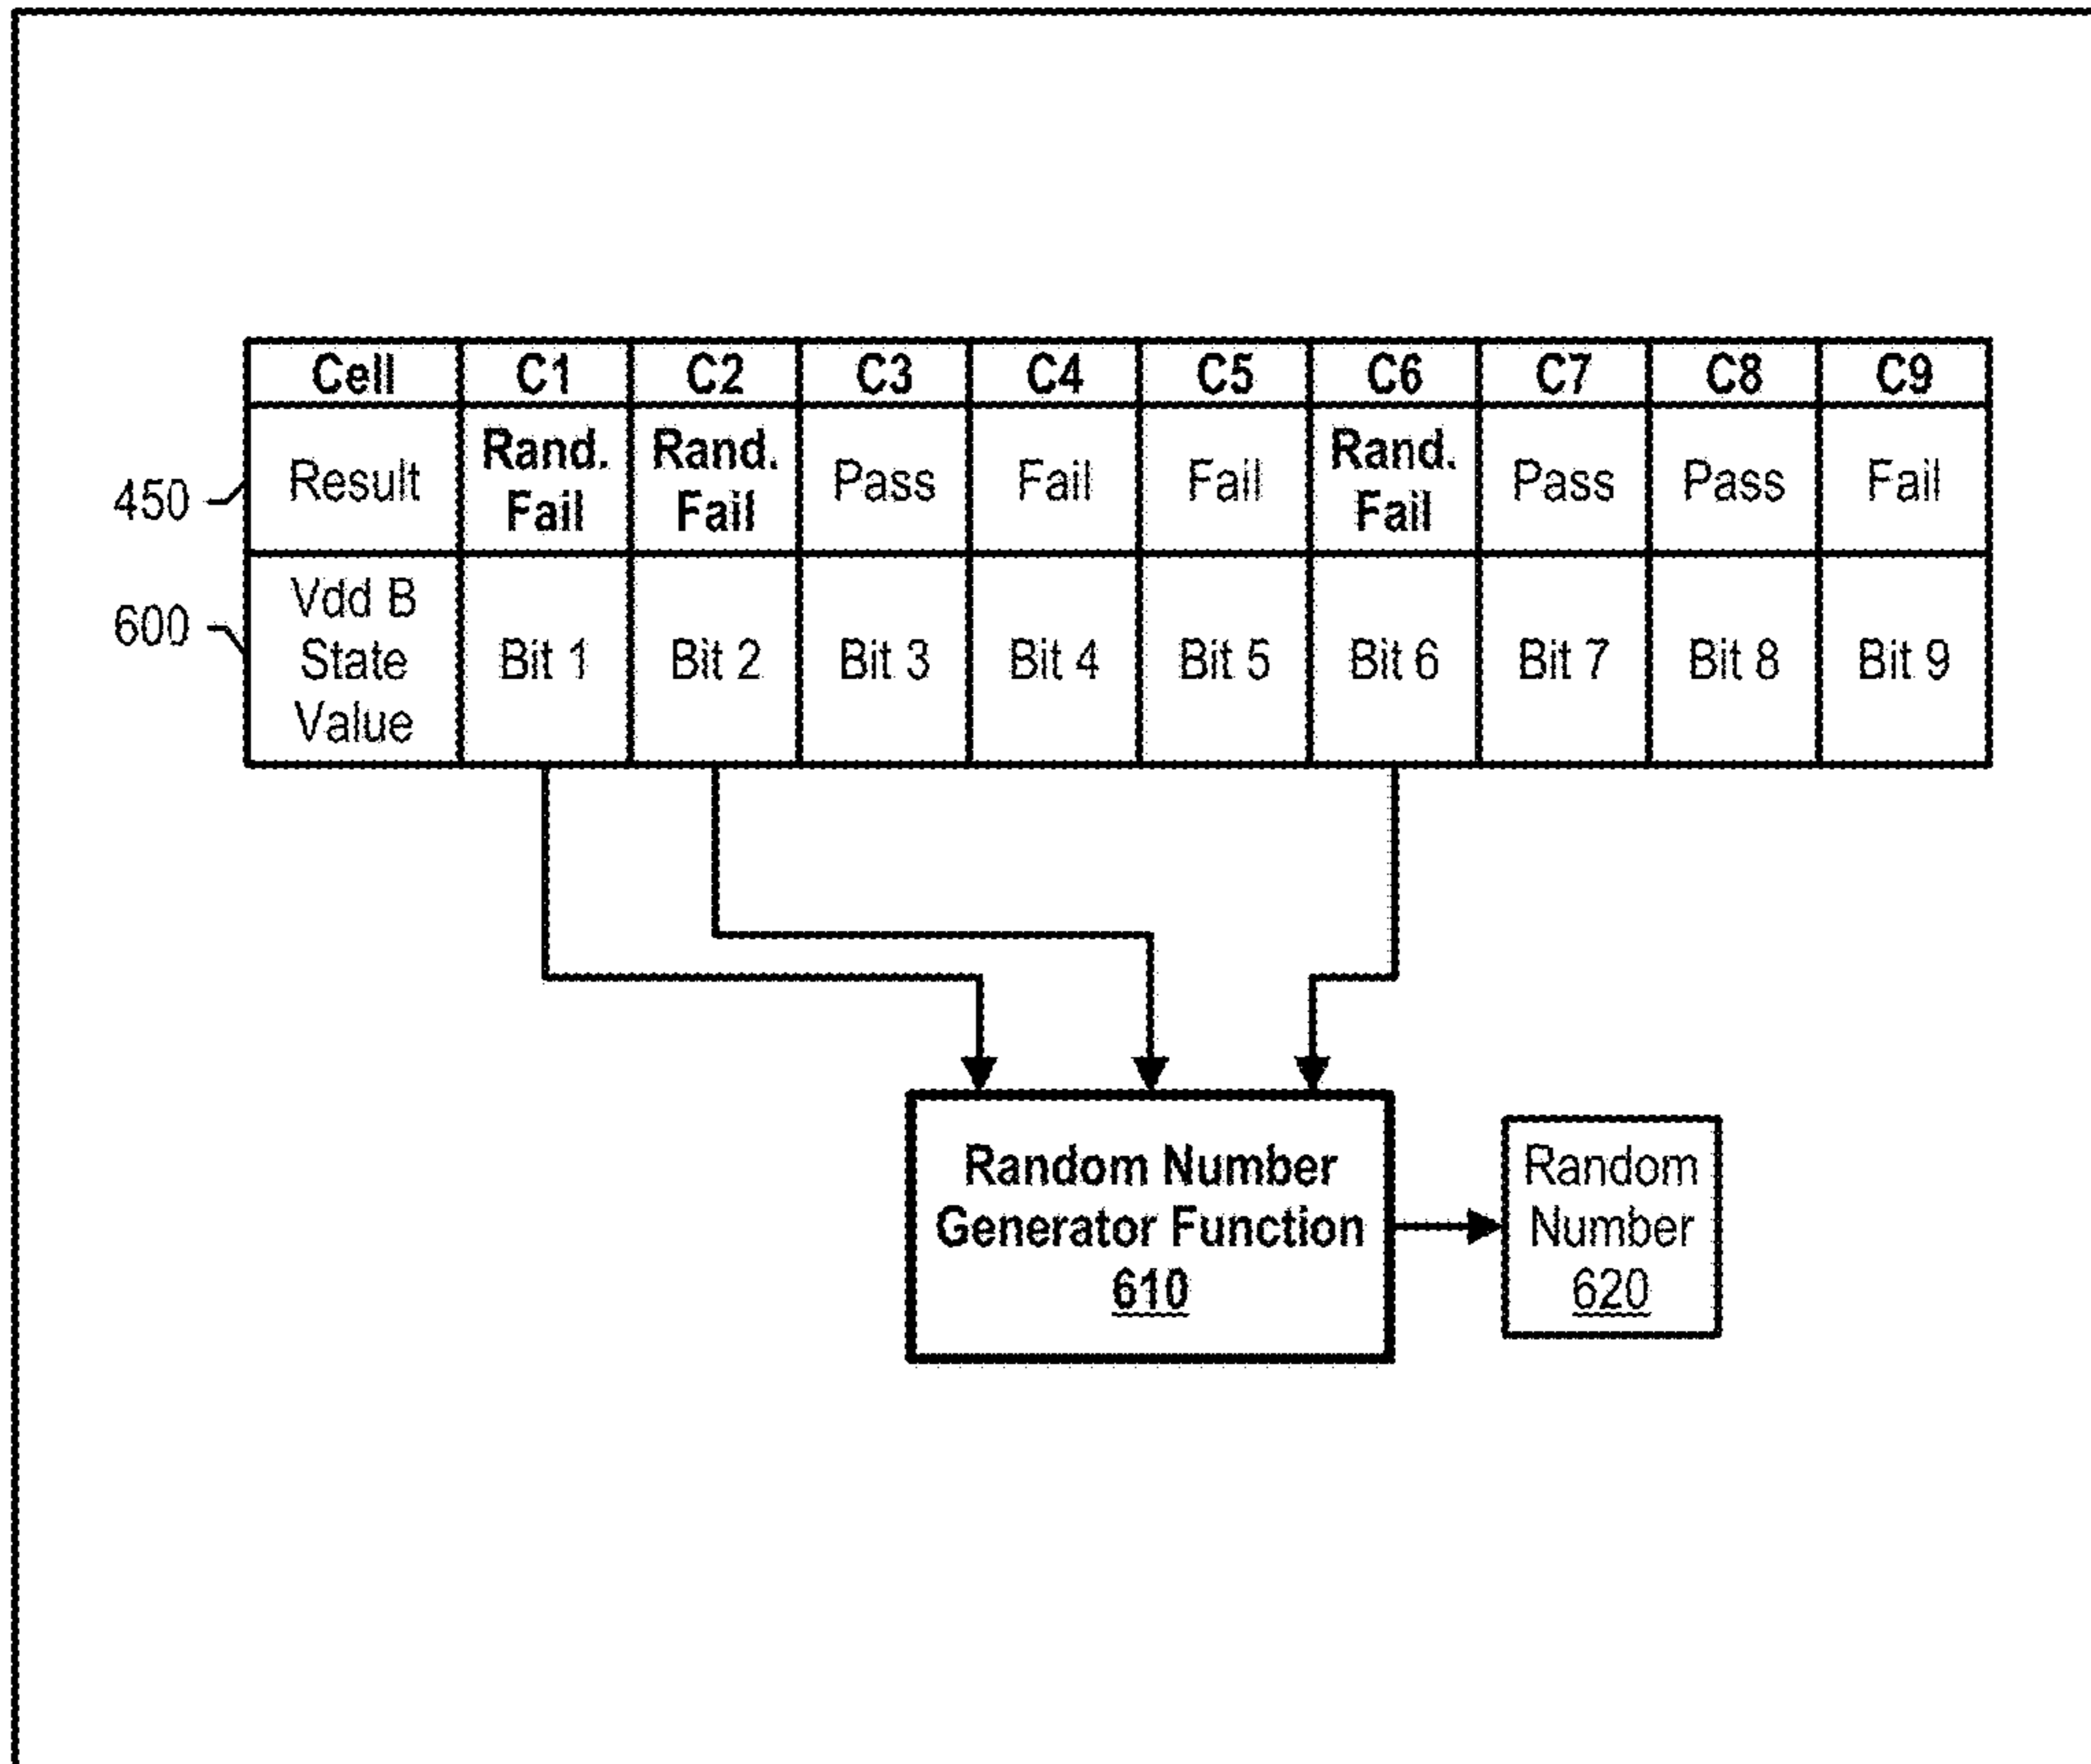 Cell C1 C2 C3 C4 C5 C6 C7 C8 C9
450 Result Rand. Fail Rand. Fail Pass Fail Fail Rand. Fail Pass Pass Fail
600 Vdd B State Value Bit 1 Bit 2 Bit 3 Bit 4 Bit 5 Bit 6 Bit 7 Bit 8 Bit 9
Random Number
Generator Function
610
Random
Number
620